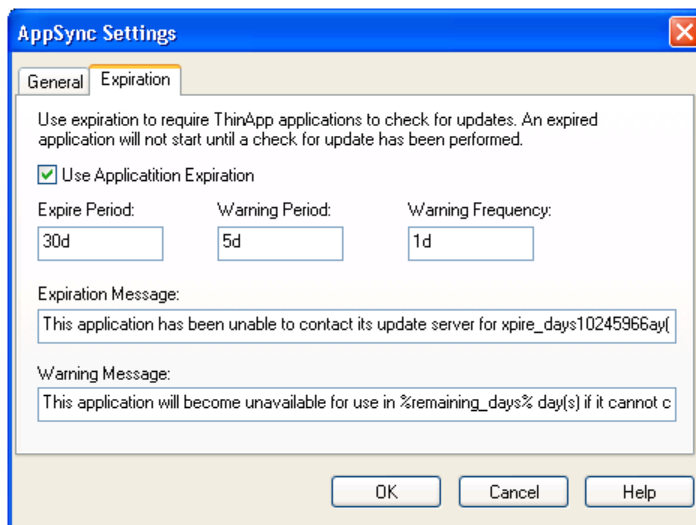 AppSync Settings
General Expiration
Use expiration to require ThinApp applications to check for updates. An expired
application will not start until a check for update has been performed.
Use Applicatition Expiration
Expire Period: Warning Period: Warning Frequency:
30d 5d 1d
Expiration Message:
This application has been unable to contact its update server for xpire_days10245966ay(
Warning Message:
This application will become unavailable for use in %remaining_days% day(s) if it cannot c
OK Cancel Help